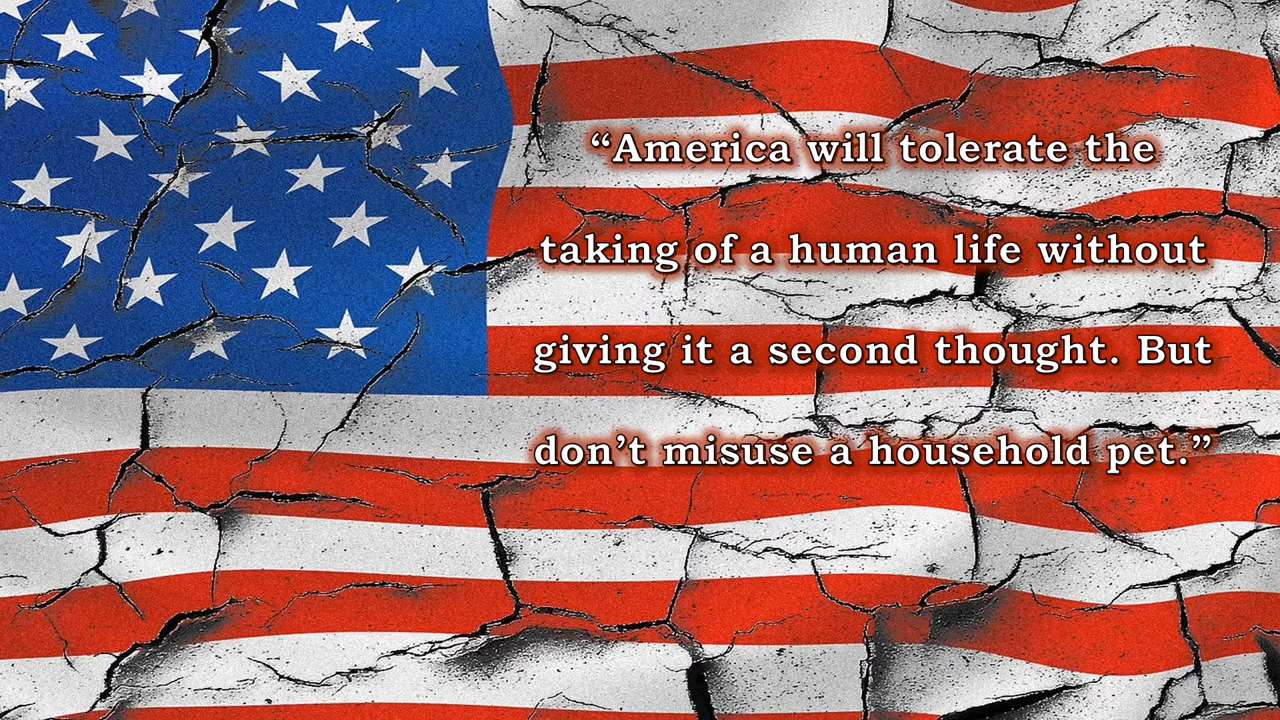 “America will tolerate the
taking of a human life without
giving it a second thought. But
don’t misuse a household pet.”